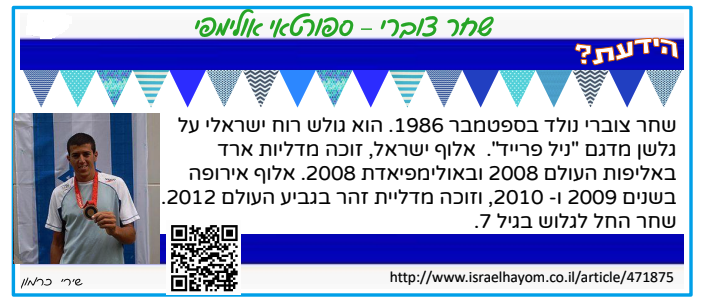 שחר צוברי – ספורטאי אולימפי
הידעת?
שחר צוברי נולד בספטמבר 1986. הוא גולש רוח ישראלי על
גלשן מדגם "ניל פרייד". אלוף ישראל, זוכה מדליות ארד
באליפות העולם 2008 ובאולימפיאדת 2008. אלוף אירופה
בשנים 2009 ו- 2010, וזוכה מדליית זהר בגביע העולם 2012.
שחר החל לגלוש בגיל 7.
http://www.israelhayom.co.il/article/471875
שירי כרמון